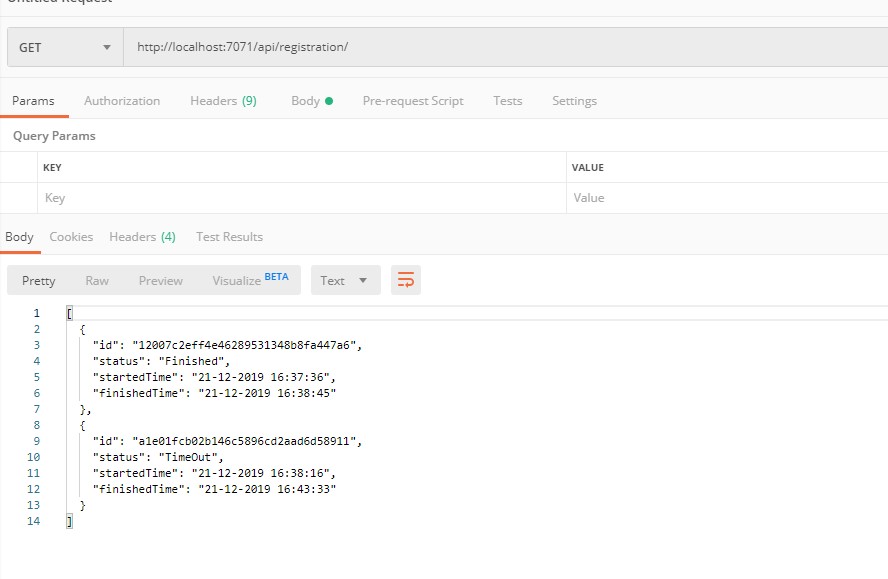 Untitled Request
GET http://localhost:7071/api/registration/
Params Authorization Headers (9) Body Pre-request Script Tests Settings
Query Params
KEY VALUE
Key Value
Body Cookies Headers (4) Test Results
Pretty Raw Preview Visualize BETA Text
1 [
2 {
3 "id": "12007c2eff4e46289531348b8fa447a6",
4 "status": "Finished",
5 "startedTime": "21-12-2019 16:37:36",
6 "finishedTime": "21-12-2019 16:38:45"
7 },
8 {
9 "id": "a1e01fcb02b146c5896cd2aad6d58911",
10 "status": "TimeOut",
11 "startedTime": "21-12-2019 16:38:16",
12 "finishedTime": "21-12-2019 16:43:33"
13 }
14 ]